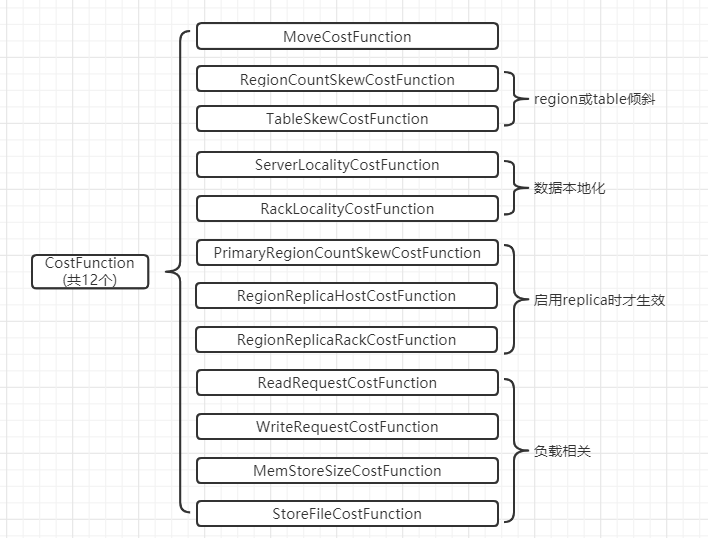 MoveCostFunction
RegionCountSkewCostFunction
region或table倾斜
TableSkewCostFunction
ServerLocalityCostFunction
数据本地化
RackLocalityCostFunction
CostFunction
(共12个)
PrimaryRegionCountSkewCostFunction
RegionReplicaHostCostFunction
启用replica时才生效
RegionReplicaRackCostFunction
ReadRequestCostFunction
WriteRequestCostFunction
负载相关
MemStoreSizeCostFunction
StoreFileCostFunction